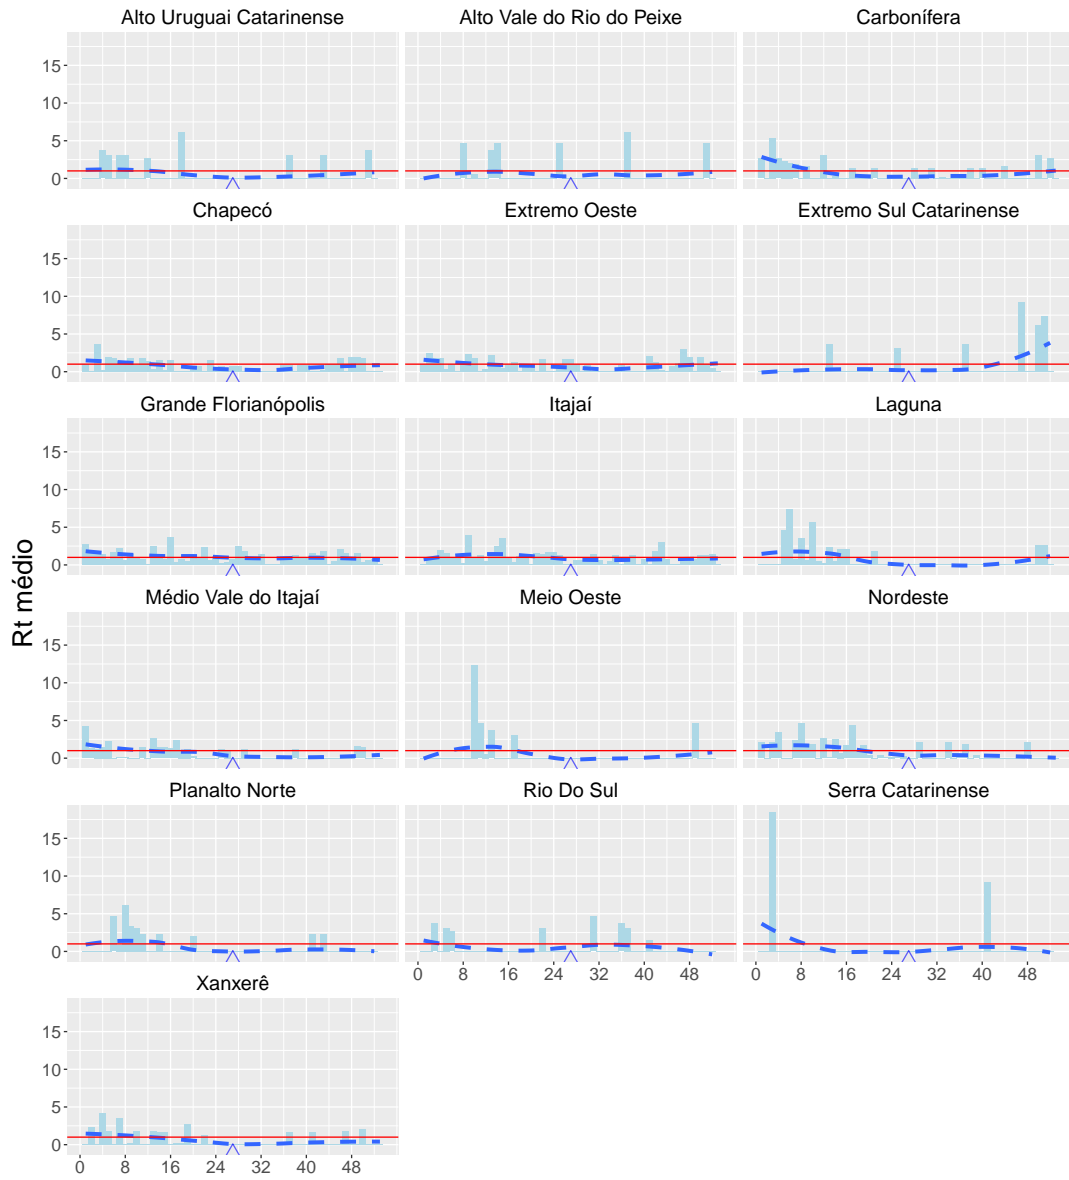 Alto Uruguai Catarinense Alto Vale do Rio do Peixe Carbonífera
15
10
5
0
Chapecó Extremo Oeste Extremo Sul Catarinense
15
10
5
0
Grande Florianópolis Itajaí Laguna
15
10
5
0
Rt médio
Médio Vale do Itajaí Meio Oeste Nordeste
15
10
5
0
Planalto Norte Rio Do Sul Serra Catarinense
15
10
5
0
0 8 16 24 32 40 48 0 8 16 24 32 40 48
Xanxerê
15
10
5
0
0 8 16 24 32 40 48